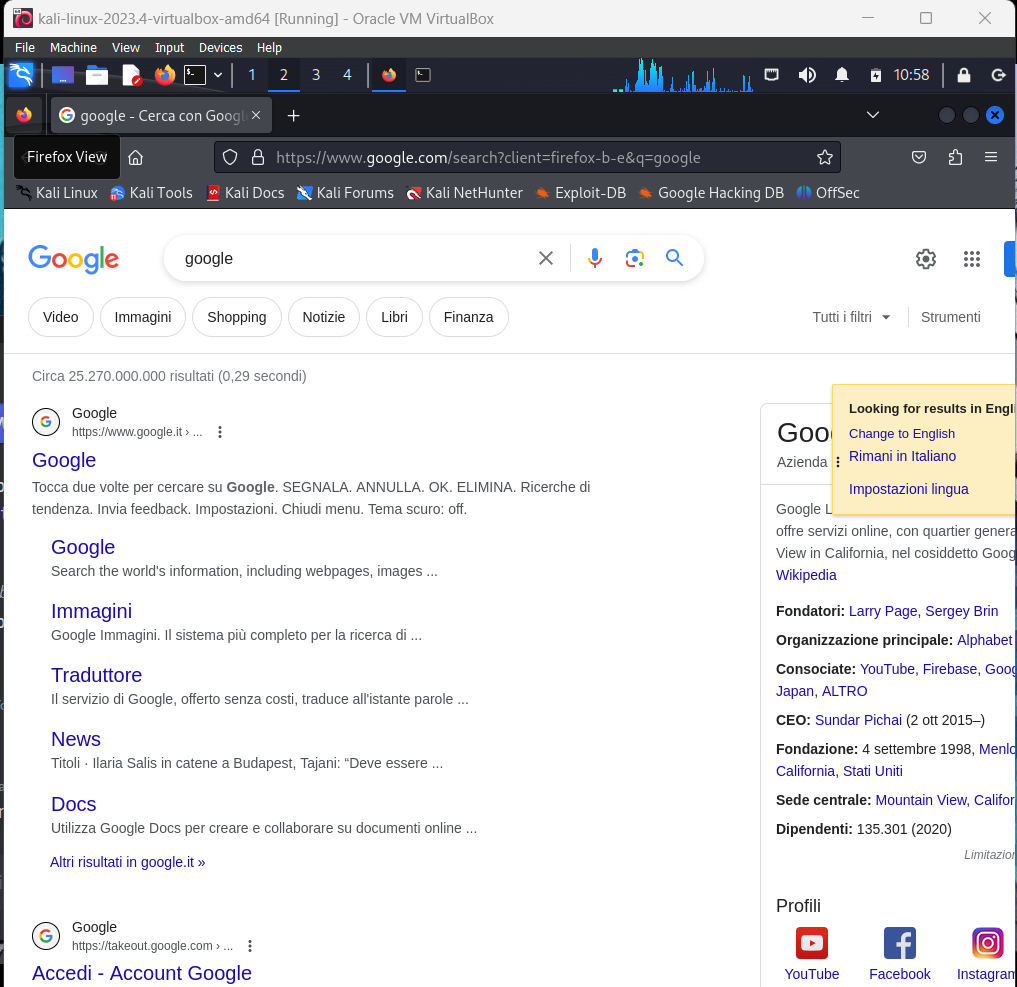 kali-linux-2023.4-virtualbox-amd64 [Running] - Oracle VM VirtualBox
File Machine View Input Devices Help
1 2 3 4 10:58
google - Cerca con Googl
Firefox View
https://www.google.com/search?client=firefox-b-e&q=google
Kali Linux Kali Tools Kali Docs Kali Forums Kali NetHunter Exploit-DB Google Hacking DB OffSec
Google
google
Video Immagini Shopping Notizie Libri Finanza
Tutti i filtri Strumenti
Circa 25.270.000.000 risultati (0,29 secondi)
Google
https://www.google.it › ...
Google
Tocca due volte per cercare su Google. SEGNALA. ANNULLA. OK. ELIMINA. Ricerche di
tendenza. Invia feedback. Impostazioni. Chiudi menu. Tema scuro: off.
Google
Search the world's information, including webpages, images ...
Immagini
Google Immagini. Il sistema più completo per la ricerca di ...
Traduttore
Il servizio di Google, offerto senza costi, traduce all'istante parole ...
News
Titoli · Ilaria Salis in catene a Budapest, Tajani: “Deve essere ...
Docs
Utilizza Google Docs per creare e collaborare su documenti online ...
Altri risultati in google.it »
Google
https://takeout.google.com › ...
Accedi - Account Google
Looking for results in Engli
Change to English
Rimani in Italiano
Impostazioni lingua
Goo
Azienda
Google L
offre servizi online, con quartier genera
View in California, nel cosiddetto Goog
Wikipedia
Fondatori: Larry Page, Sergey Brin
Organizzazione principale: Alphabet
Consociate: YouTube, Firebase, Goog
Japan, ALTRO
CEO: Sundar Pichai (2 ott 2015–)
Fondazione: 4 settembre 1998, Menlo
California, Stati Uniti
Sede centrale: Mountain View, Califor
Dipendenti: 135.301 (2020)
Limitazion
Profili
YouTube Facebook Instagram